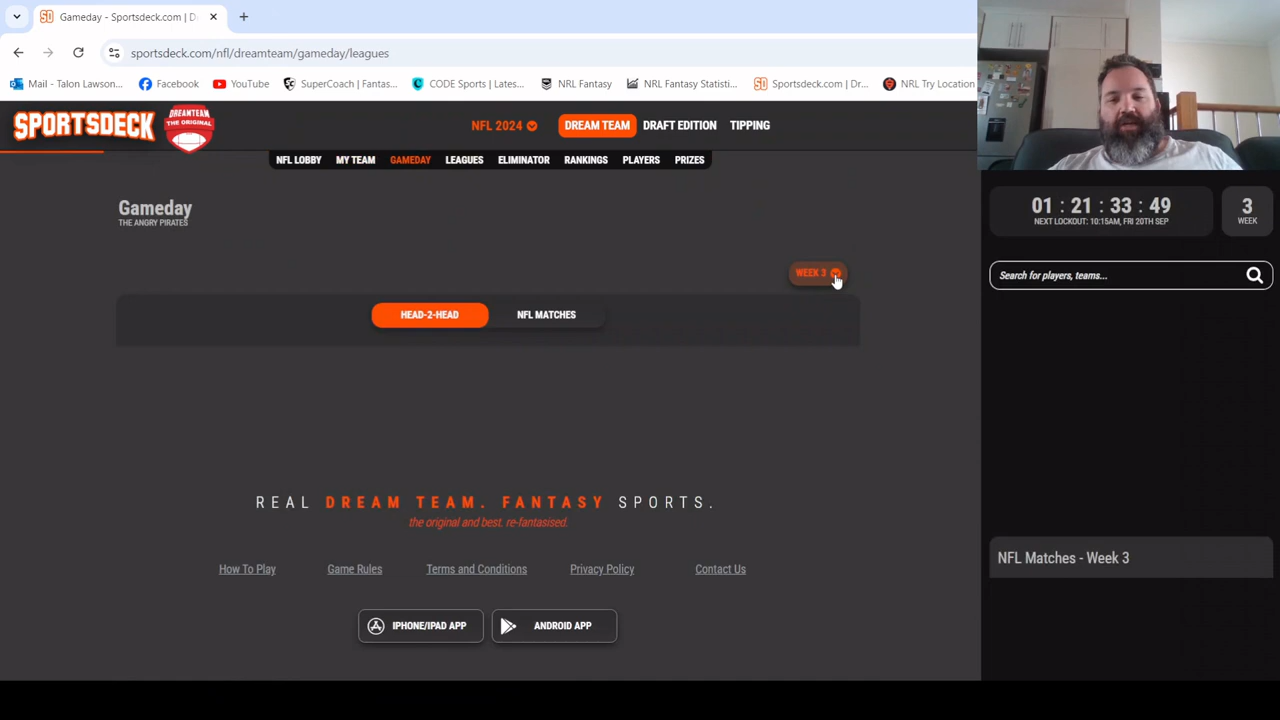 Gameday - Sportsdeck.com | D
sportsdeck.com/nfl/dreamteam/gameday/leagues
Mail - Talon Lawson... Facebook YouTube SuperCoach | Fantas... CODE Sports | Lates... NRL Fantasy NRL Fantasy Statisti... Sportsdeck.com | Dr... NRL Try Location
SPORTSDECK DREAMTEAM THE ORIGINAL NFL 2024 DREAM TEAM DRAFT EDITION TIPPING
NFL LOBBY MY TEAM GAMEDAY LEAGUES ELIMINATOR RANKINGS PLAYERS PRIZES
Gameday
THE ANGRY PIRATES
WEEK 3
HEAD-2-HEAD NFL MATCHES
REAL DREAM TEAM. FANTASY SPORTS.
the original and best. re-fantasised.
How To Play Game Rules Terms and Conditions Privacy Policy Contact Us
IPHONE/IPAD APP ANDROID APP
01 : 21 : 33 : 49
NEXT LOCKOUT: 10:15AM, FRI 20TH SEP
3
WEEK
Search for players, teams...
NFL Matches - Week 3